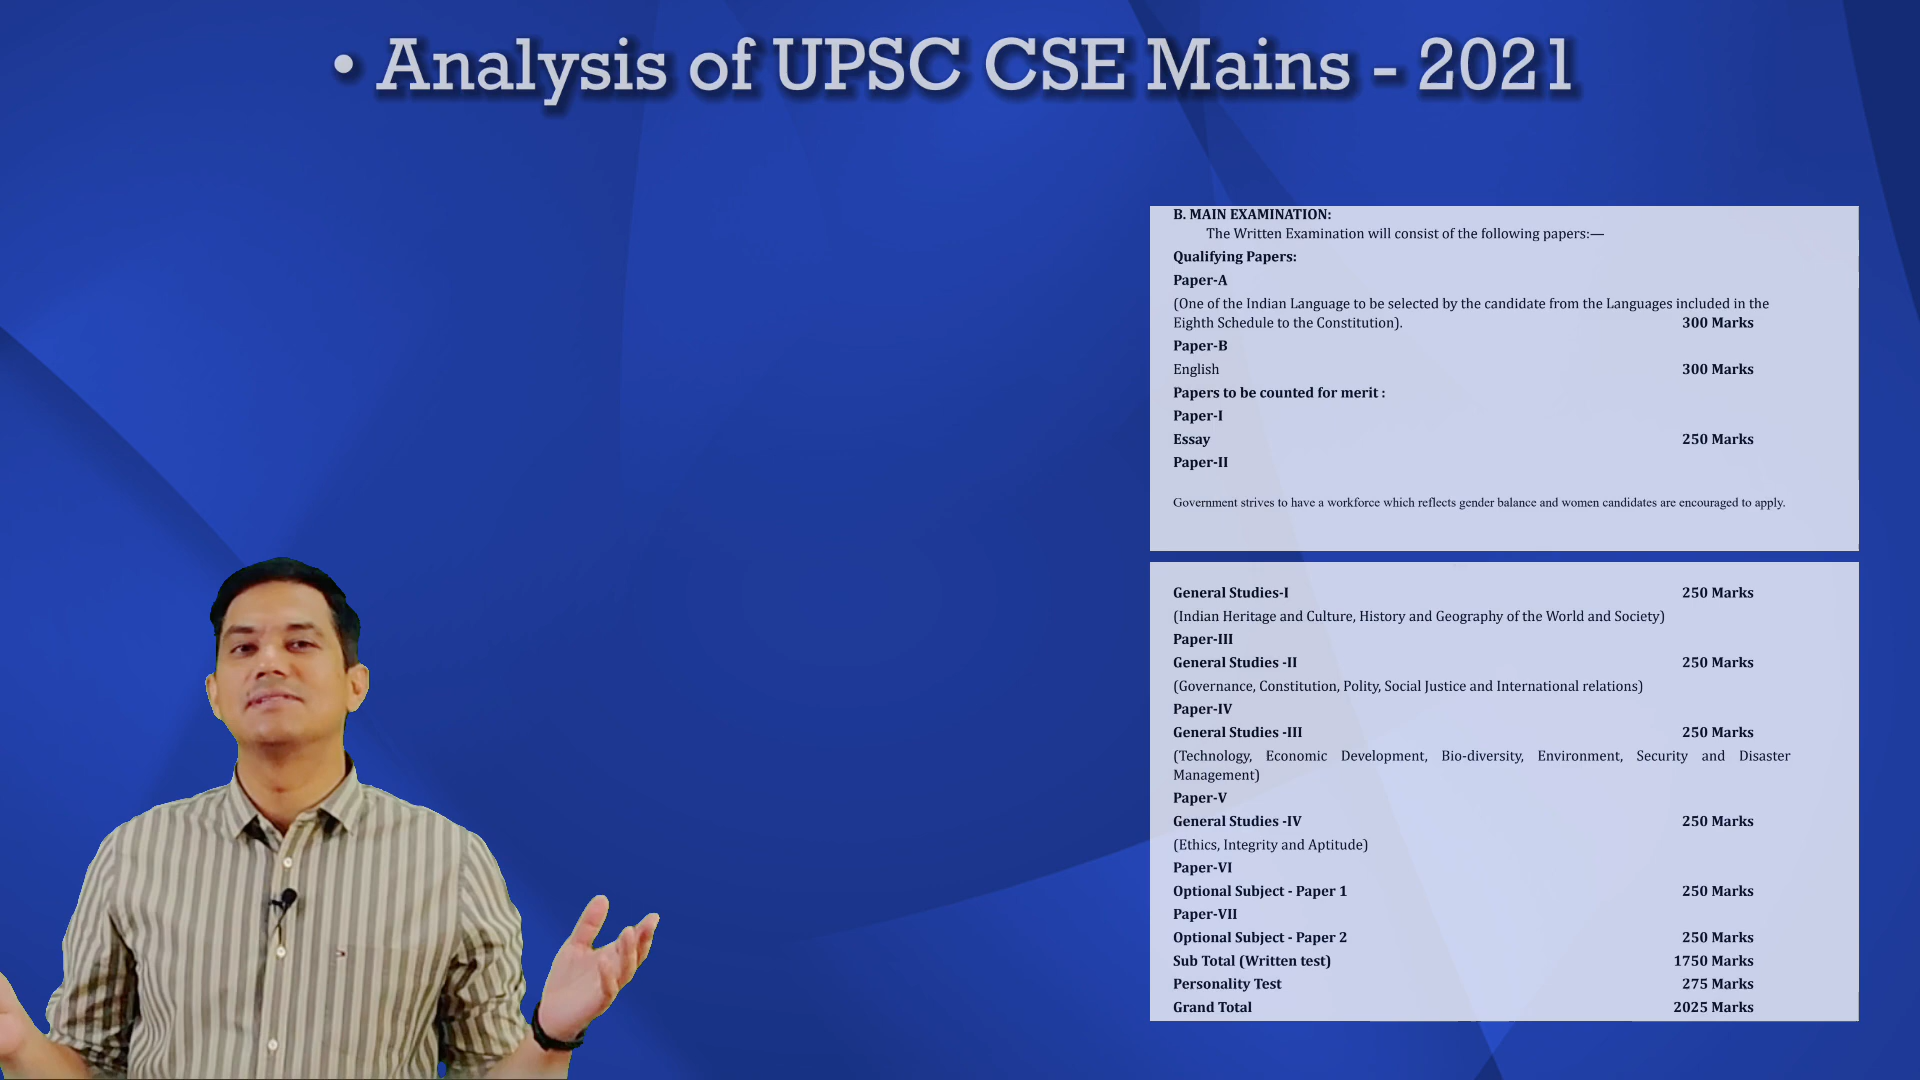 • Analysis of UPSC CSE Mains - 2021
B. MAIN EXAMINATION:
The Written Examination will consist of the following papers:—
Qualifying Papers:
Paper-A
(One of the Indian Language to be selected by the candidate from the Languages included in the
Eighth Schedule to the Constitution). 300 Marks
Paper-B
English 300 Marks
Papers to be counted for merit :
Paper-I
Essay 250 Marks
Paper-II
Government strives to have a workforce which reflects gender balance and women candidates are encouraged to apply.
General Studies-I 250 Marks
(Indian Heritage and Culture, History and Geography of the World and Society)
Paper-III
General Studies -II 250 Marks
(Governance, Constitution, Polity, Social Justice and International relations)
Paper-IV
General Studies -III 250 Marks
(Technology, Economic Development, Bio-diversity, Environment, Security and Disaster
Management)
Paper-V
General Studies -IV 250 Marks
(Ethics, Integrity and Aptitude)
Paper-VI
Optional Subject - Paper 1 250 Marks
Paper-VII
Optional Subject - Paper 2 250 Marks
Sub Total (Written test) 1750 Marks
Personality Test 275 Marks
Grand Total 2025 Marks